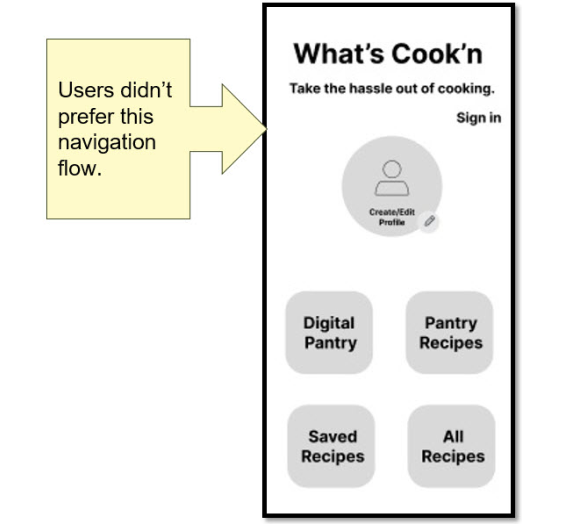 Users didn't
prefer this
navigation
flow.
What's Cook'n
Take the hassle out of cooking.
Sign in
Create/Edit
Profile
Digital
Pantry
Pantry
Recipes
Saved
Recipes
All
Recipes